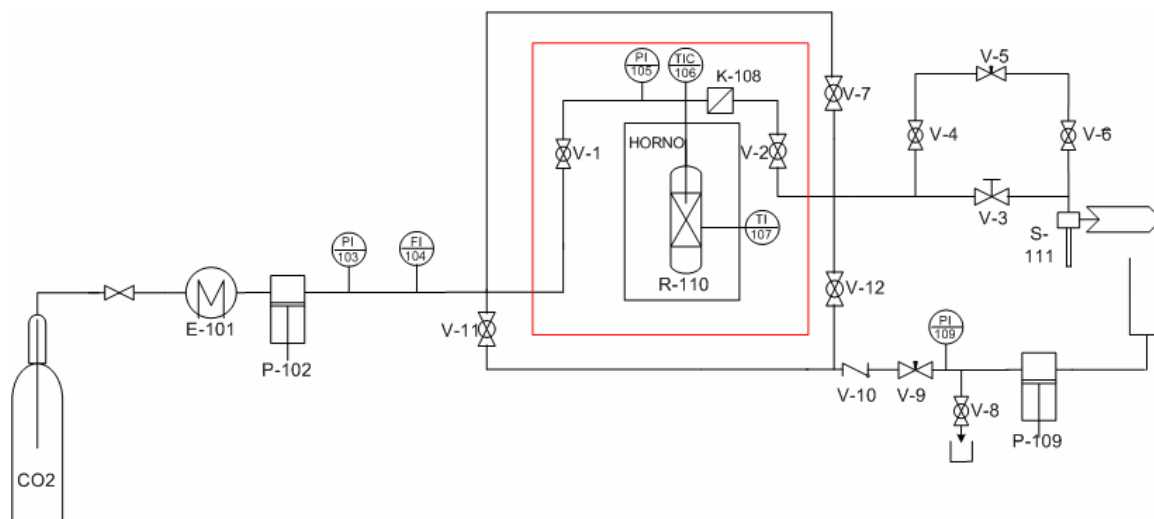 V-5
PI
105
TIC
106
K-108
V-7
V-4
V-6
HORNO
V-1
V-2
V-3
TI
107
S-
111
PI
103
FI
104
R-110
E-101
V-11
V-12
PI
109
P-102
V-10
V-9
V-8
P-109
CO2